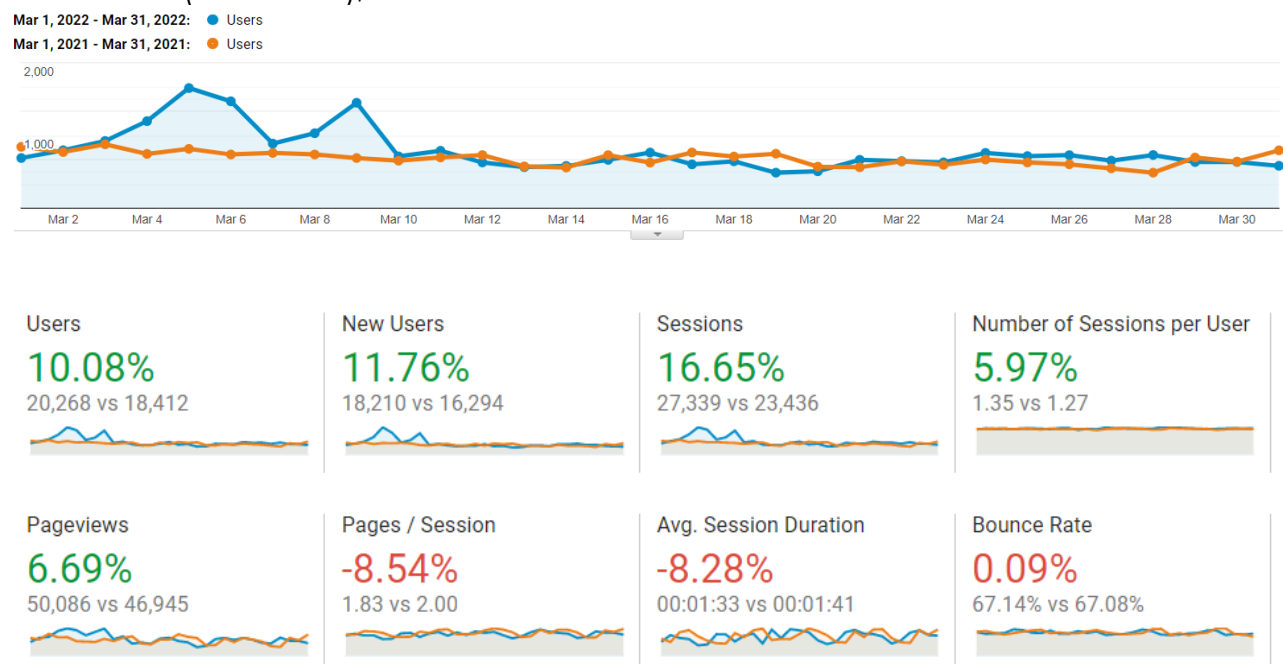 Mar 1, 2022 - Mar 31, 2022: Users
Mar 1, 2021 - Mar 31, 2021: Users
2,000
1,000
Mar 2 Mar 4 Mar 6 Mar 8 Mar 10 Mar 12 Mar 14 Mar 16 Mar 18 Mar 20 Mar 22 Mar 24 Mar 26 Mar 28 Mar 30
Users New Users Sessions Number of Sessions per User
10.08% 11.76% 16.65% 5.97%
20,268 vs 18,412 18,210 vs 16,294 27,339 vs 23,436 1.35 vs 1.27
Pageviews Pages / Session Avg. Session Duration Bounce Rate
6.69% -8.54% -8.28% 0.09%
50,086 vs 46,945 1.83 vs 2.00 00:01:33 vs 00:01:41 67.14% vs 67.08%